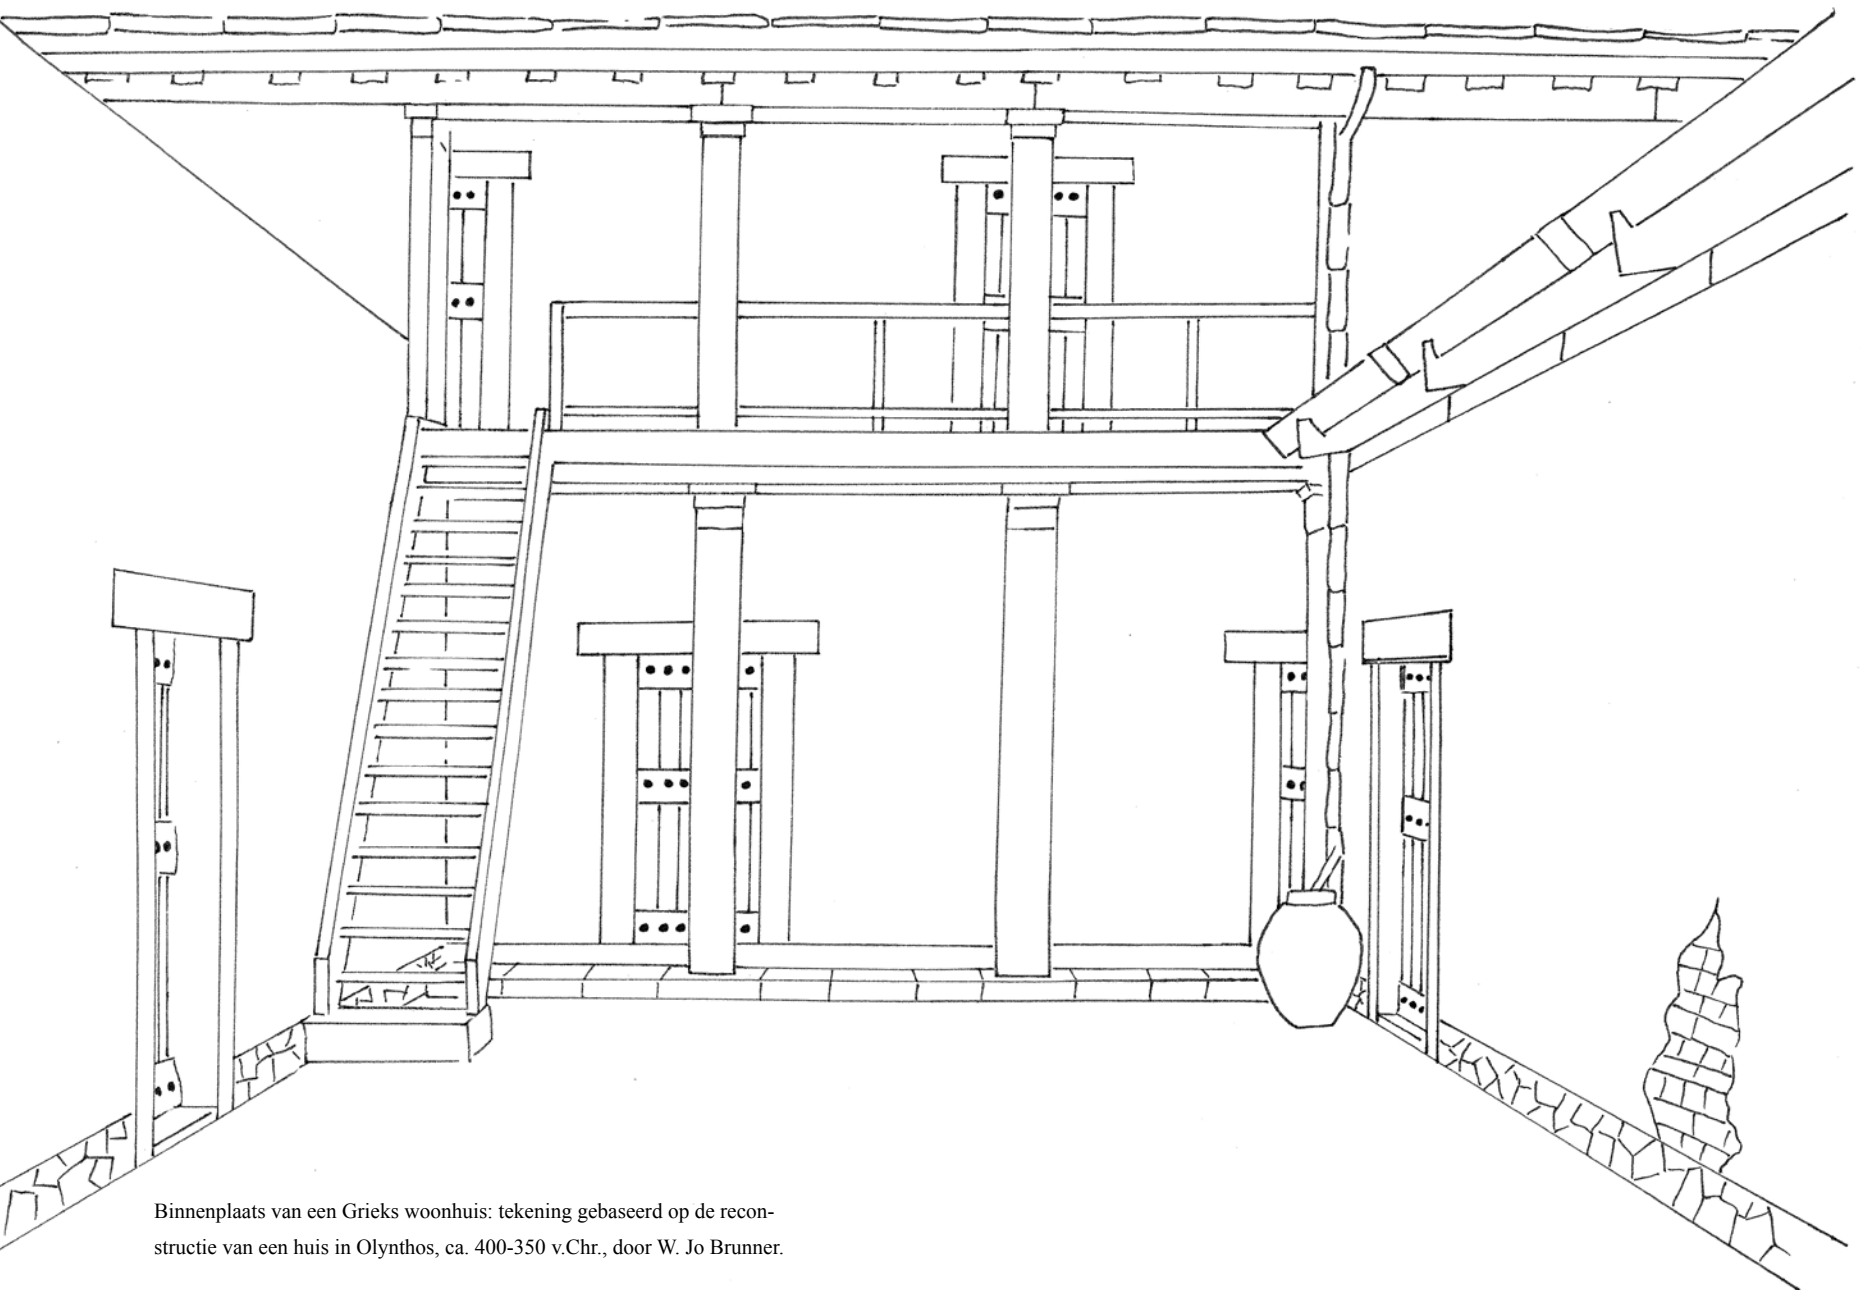 Binnenplaats van een Grieks woonhuis: tekening gebaseerd op de recon-
structie van een huis in Olynthos, ca. 400-350 v.Chr., door W. Jo Brunner.